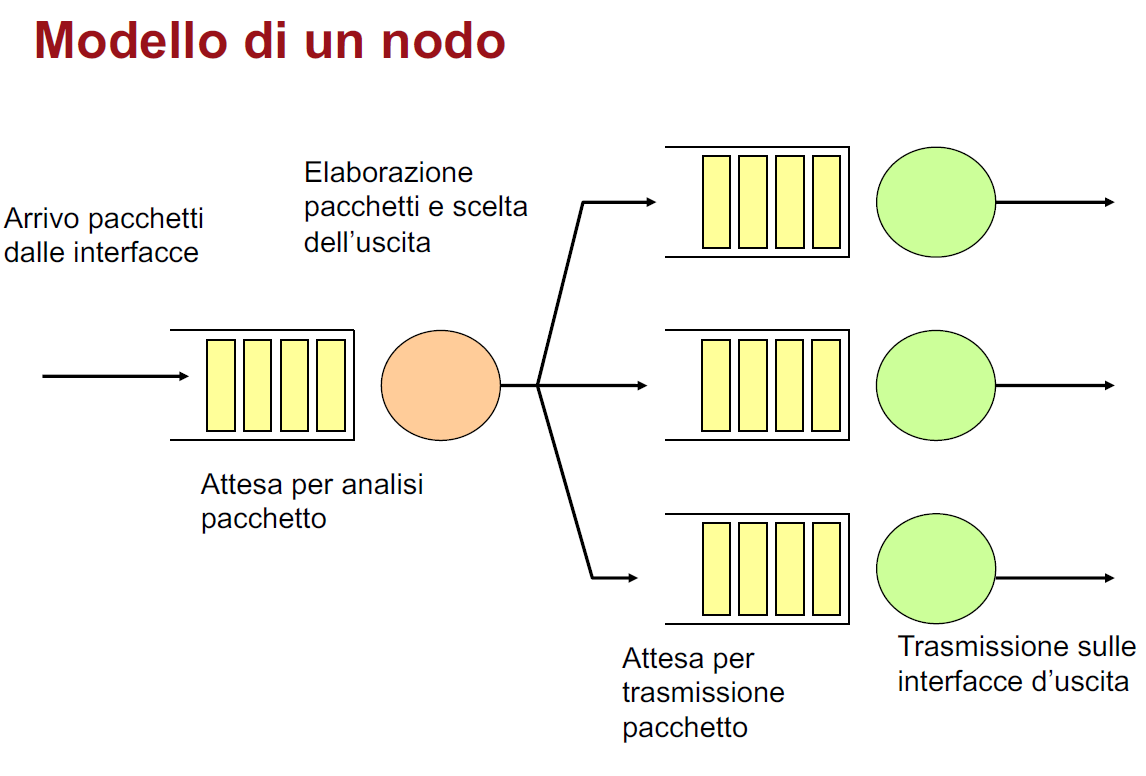 Modello di un nodo
Arrivo pacchetti
dalle interfacce
Elaborazione
pacchetti e scelta
dell’uscita
Attesa per analisi
pacchetto
Attesa per
trasmissione
pacchetto
Trasmissione sulle
interfacce d’uscita